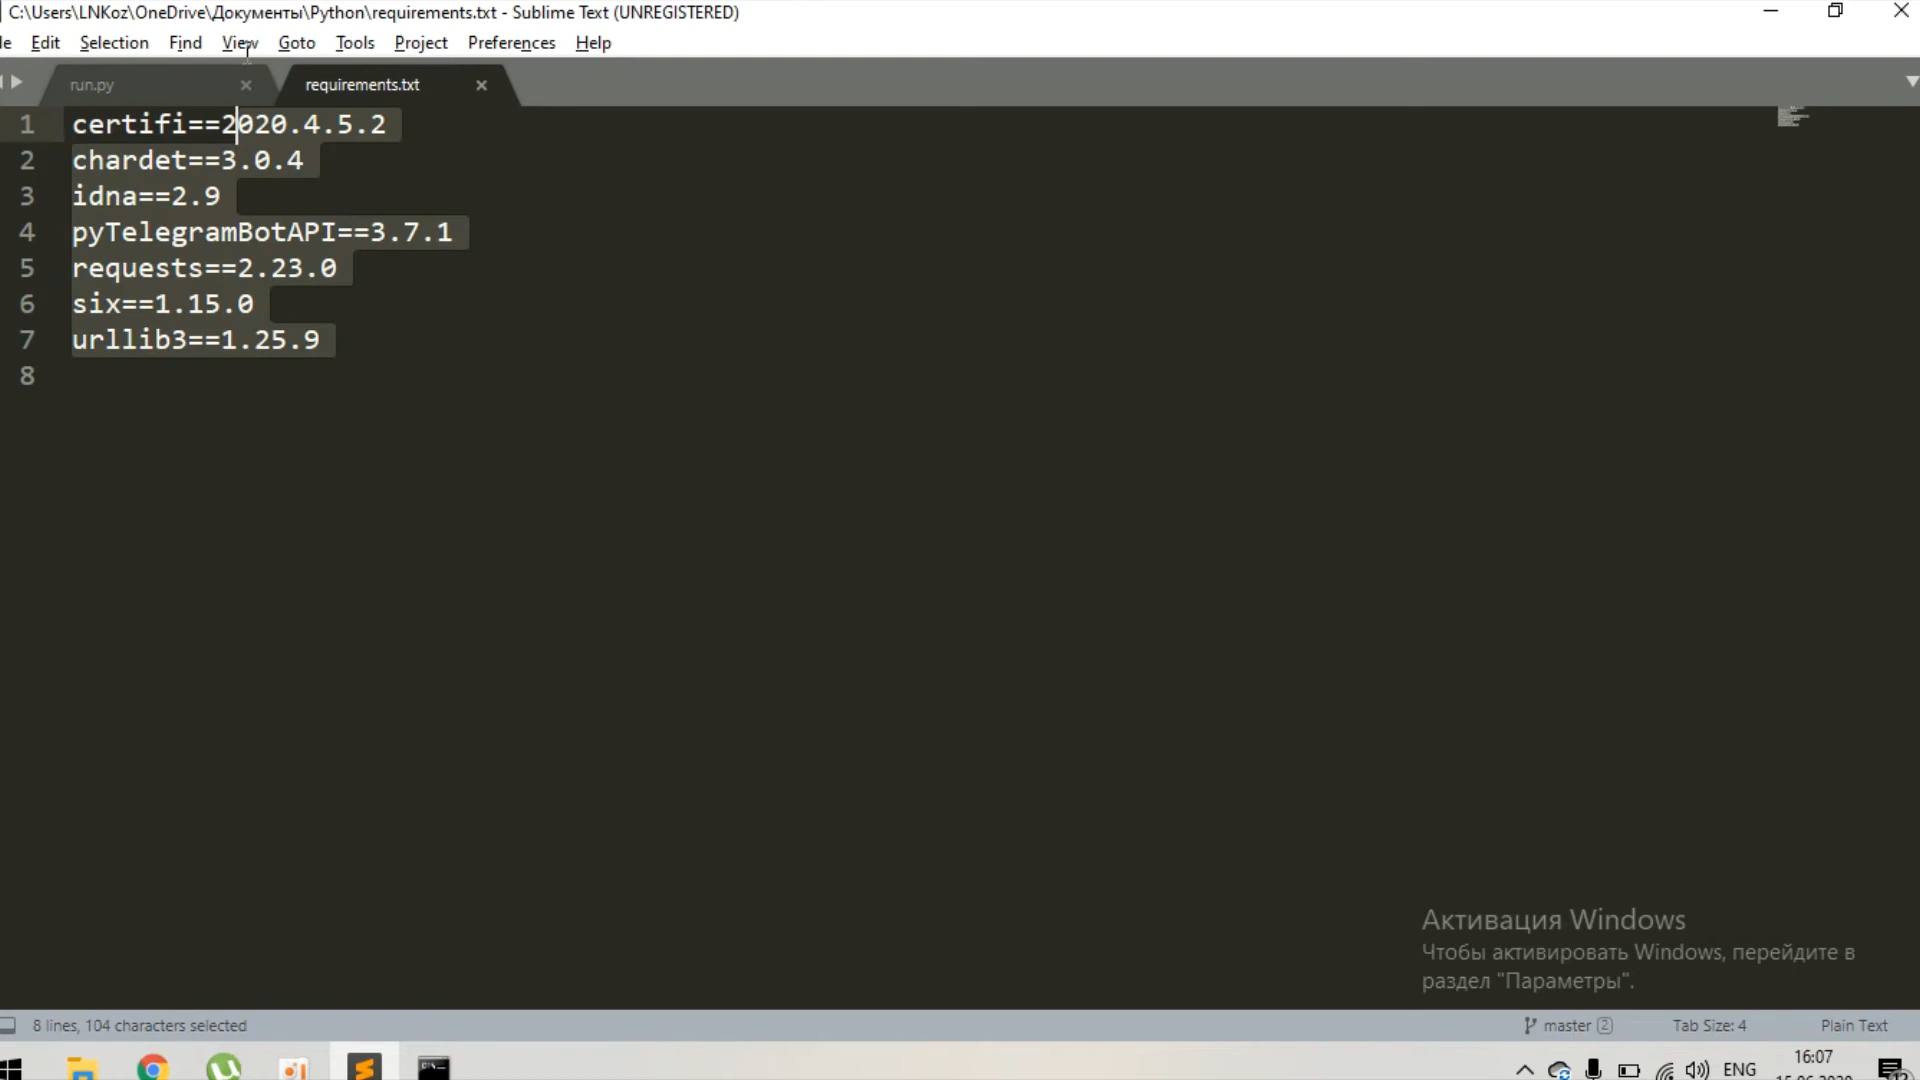 C:\Users\LNKoz\OneDrive\Документы\Python\requirements.txt - Sublime Text (UNREGISTERED)
le Edit Selection Find View Goto Tools Project Preferences Help
run.py requirements.txt
1 certifi==2020.4.5.2
2 chardet==3.0.4
3 idna==2.9
4 pyTelegramBotAPI==3.7.1
5 requests==2.23.0
6 six==1.15.0
7 urllib3==1.25.9
8
Активация Windows
Чтобы активировать Windows, перейдите в
раздел "Параметры".
8 lines, 104 characters selected master 2 Tab Size: 4 Plain Text
ENG 16:07
15.06.2020